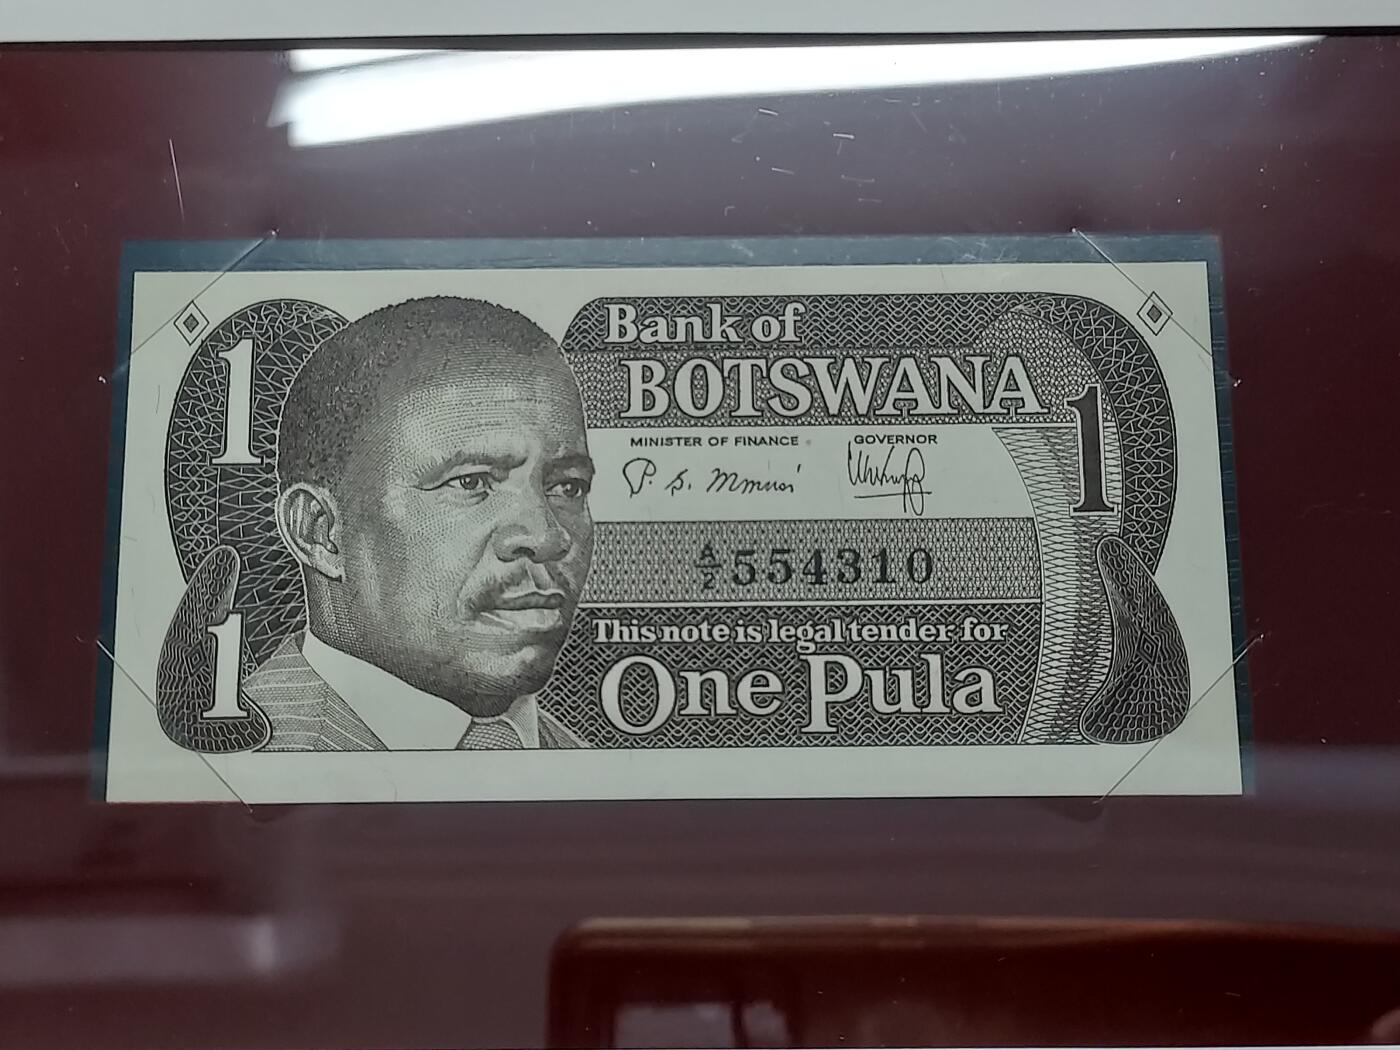 Bank of
BOTSWANA
1
1
MINISTER OF FINANCE
GOVERNOR
A/2 554310
This note is legal tender for
One Pula
1